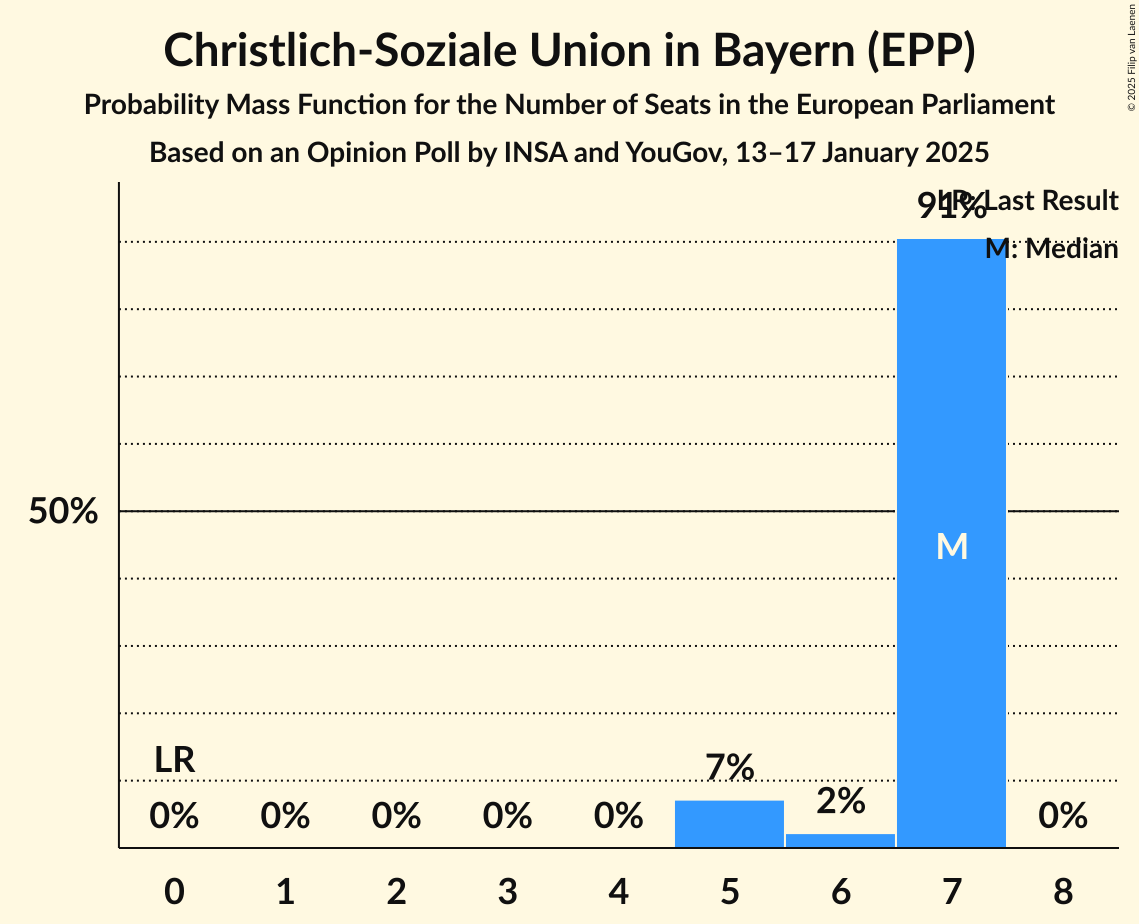 Christlich-Soziale Union in Bayern (EPP)
Probability Mass Function for the Number of Seats in the European Parliament
Based on an Opinion Poll by INSA and YouGov, 13–17 January 2025
© 2025 Filip van Laenen
LR: Last Result
M: Median
91%
50%
M
LR
7%
2%
0% 0% 0% 0% 0% 0%
0 1 2 3 4 5 6 7 8